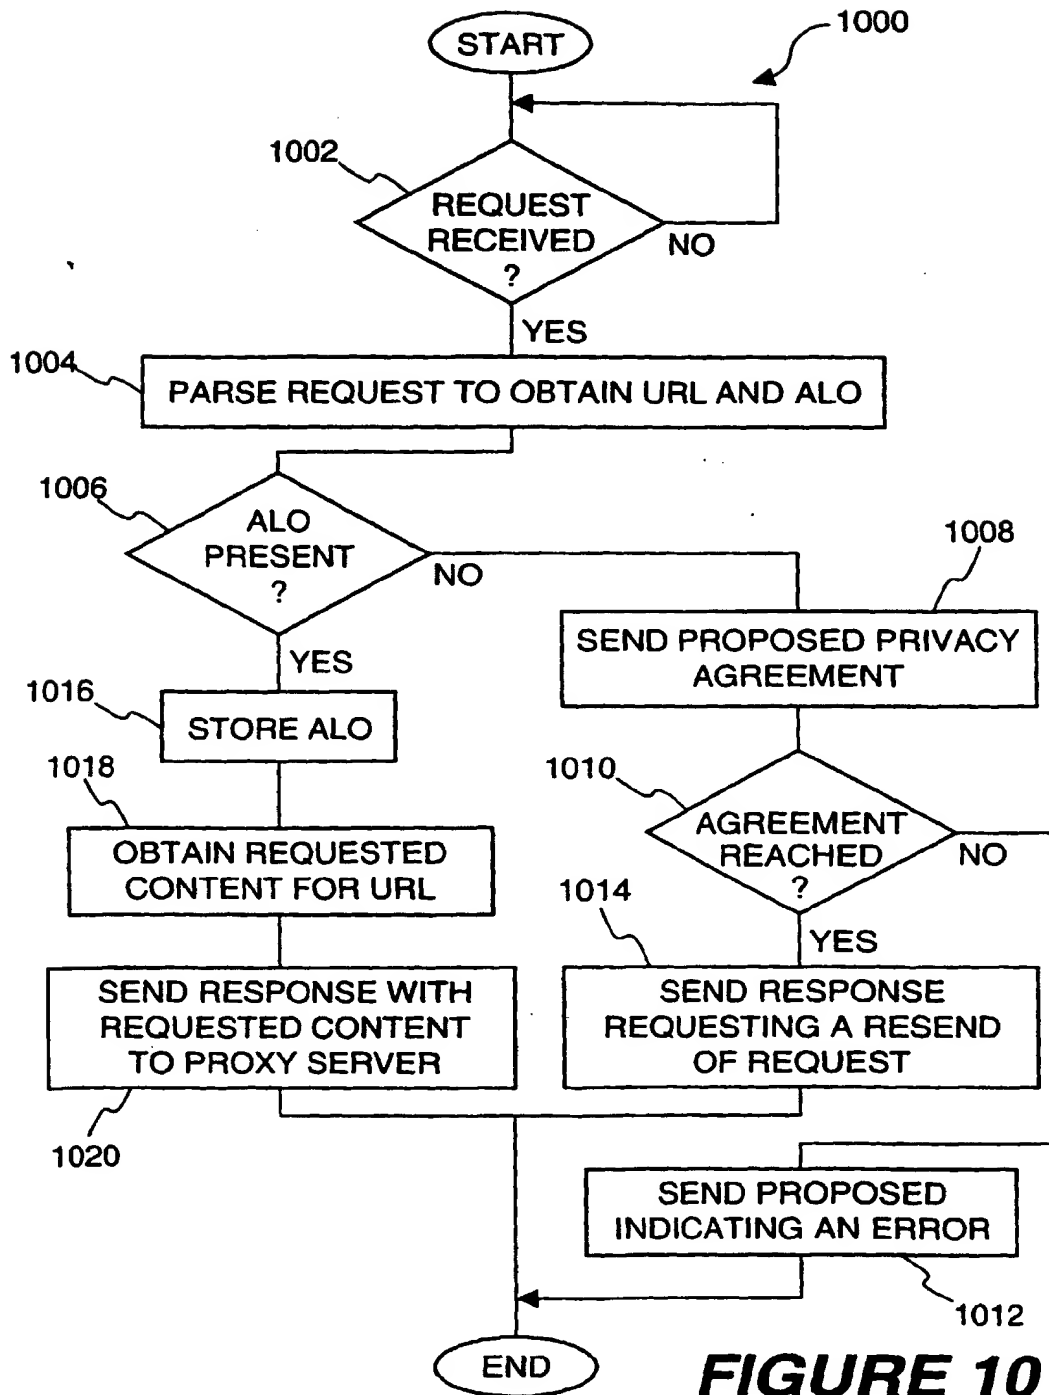 START
1000
1002
REQUEST
RECEIVED
?
NO
YES
1004
PARSE REQUEST TO OBTAIN URL AND ALO
1006
ALO
PRESENT
?
NO
YES
1008
SEND PROPOSED PRIVACY
AGREEMENT
1016
STORE ALO
1010
AGREEMENT
REACHED
?
NO
YES
1018
OBTAIN REQUESTED
CONTENT FOR URL
1014
SEND RESPONSE
REQUESTING A RESEND
OF REQUEST
SEND RESPONSE WITH
REQUESTED CONTENT
TO PROXY SERVER
1020
SEND PROPOSED
INDICATING AN ERROR
1012
END
FIGURE 10